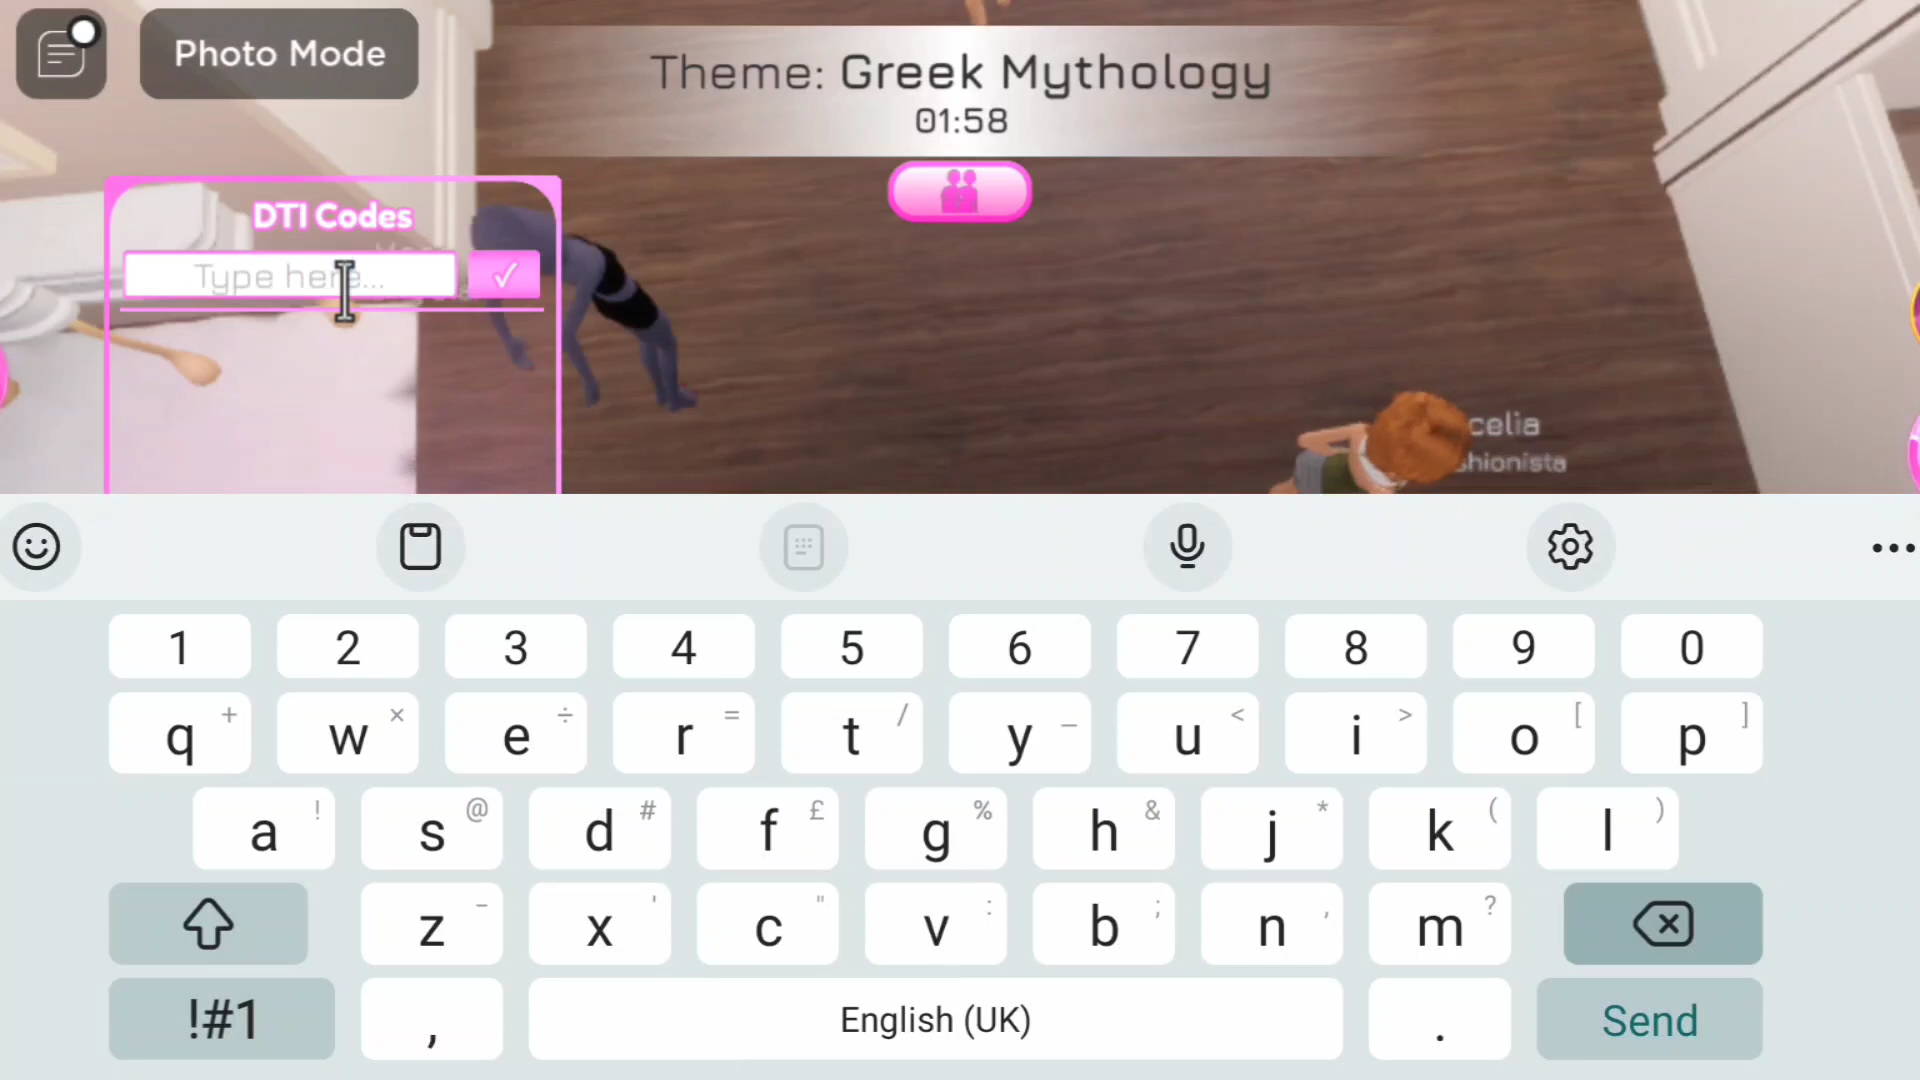 Photo Mode
Theme: Greek Mythology
01:58
DTI Codes
Type here...
✓
celia
shionista
1 2 3 4 5 6 7 8 9 0
q + w × e ÷ r = t / y _ u < i > o [ p ]
a ! s @ d # f £ g % h & j * k ( l )
z - x ' c " v : b ; n , m ?
!#1 , English (UK) . Send